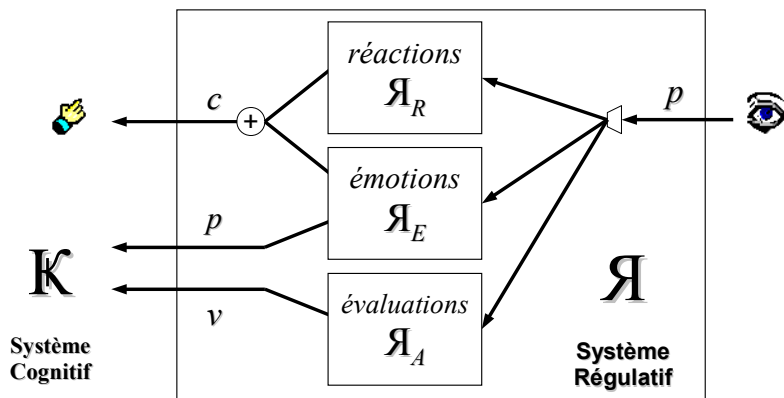 réactions
Я_R
c
p
+
émotions
Я_E
p
K
Я
évaluations
Я_A
v
Système
Cognitif
Système
Régulatif